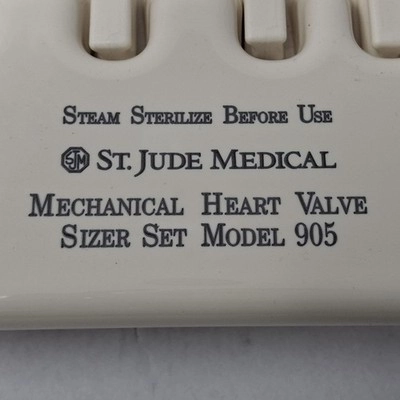 STEAM STERILIZE BEFORE USE
SJM ST. JUDE MEDICAL
MECHANICAL HEART VALVE
SIZER SET MODEL 905